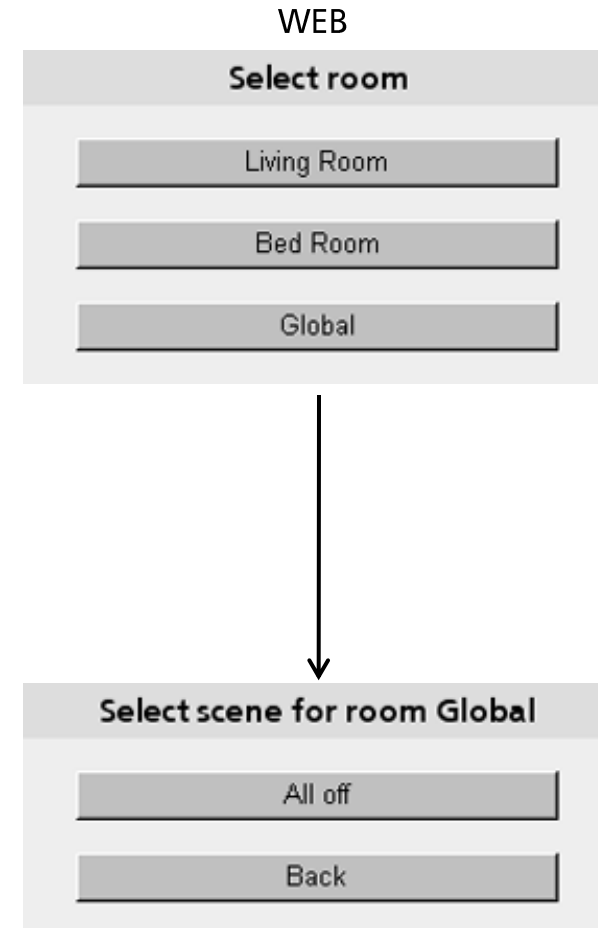 WEB
Select room
Living Room
Bed Room
Global
Select scene for room Global
All off
Back